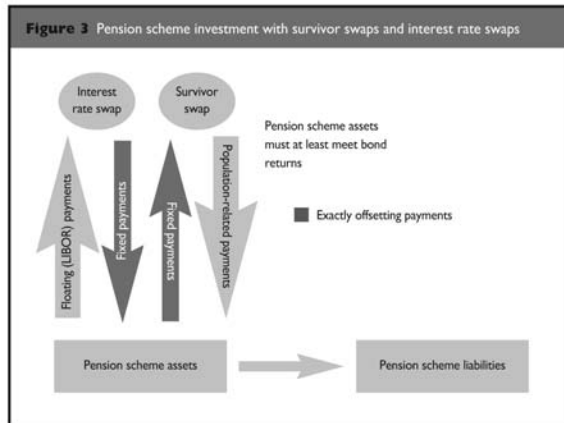 Figure 3 Pension scheme investment with survivor swaps and interest rate swaps
Interest
rate swap
Survivor
swap
Pension scheme assets
must at least meet bond
returns
Exactly offsetting payments
Floating (LIBOR) payments
Fixed payments
Fixed payments
Population-related payments
Pension scheme assets
Pension scheme liabilities